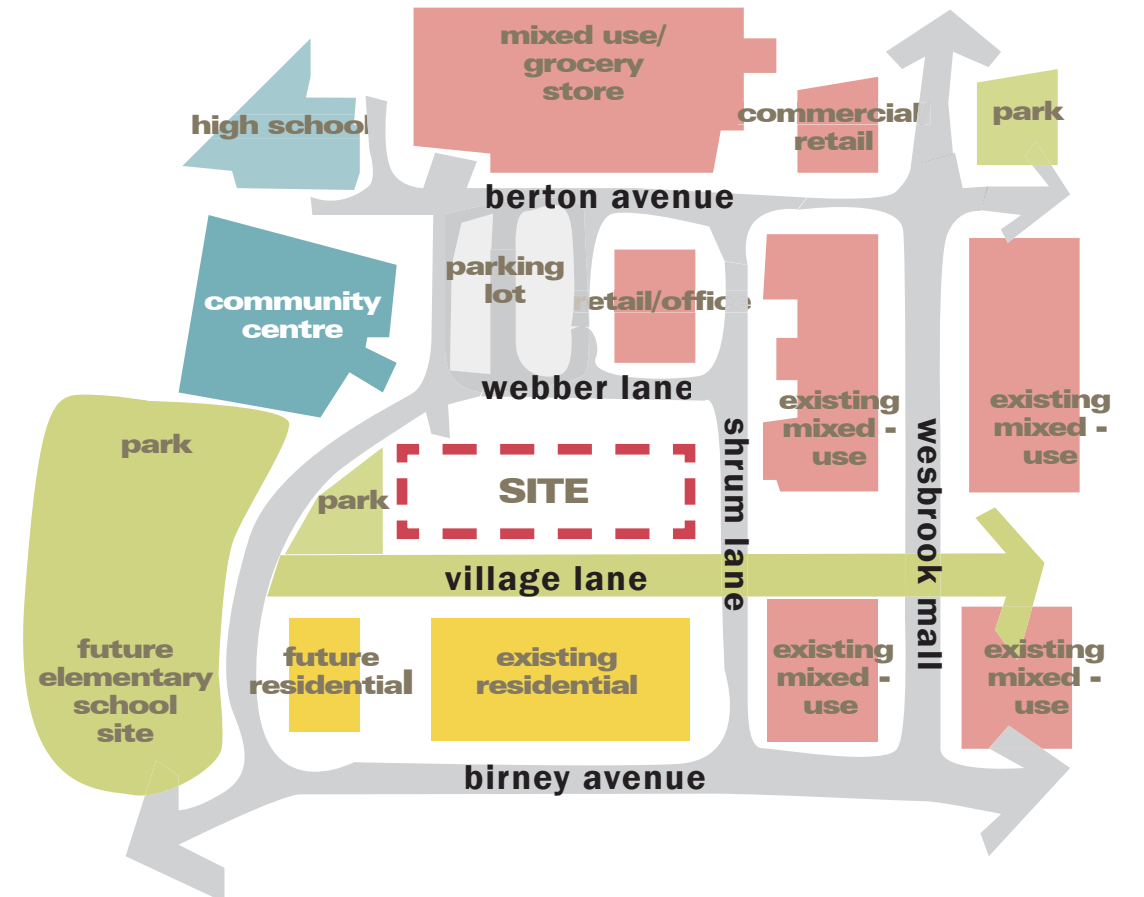 mixed use/
grocery
store
high school
commercial
retail
park
berton avenue
parking
lot
retail/office
community
centre
webber lane
existing
mixed -
use
existing
mixed -
use
park
park
SITE
shrum lane
wesbrook mall
village lane
future
elementary
school
site
future
residential
existing
residential
existing
mixed -
use
existing
mixed -
use
birney avenue